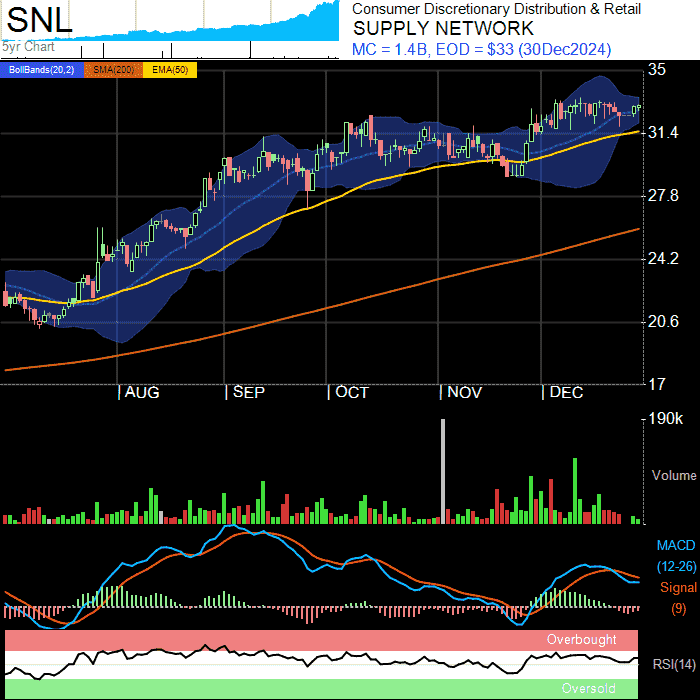 SNL
5yr Chart
Consumer Discretionary Distribution & Retail
SUPPLY NETWORK
MC = 1.4B, EOD = $33 (30Dec2024)
BollBands(20,2) SMA(200) EMA(50)
35
31.4
27.8
24.2
20.6
17
AUG SEP OCT NOV DEC
190k
Volume
MACD
(12-26)
Signal
(9)
Overbought
RSI(14)
Oversold